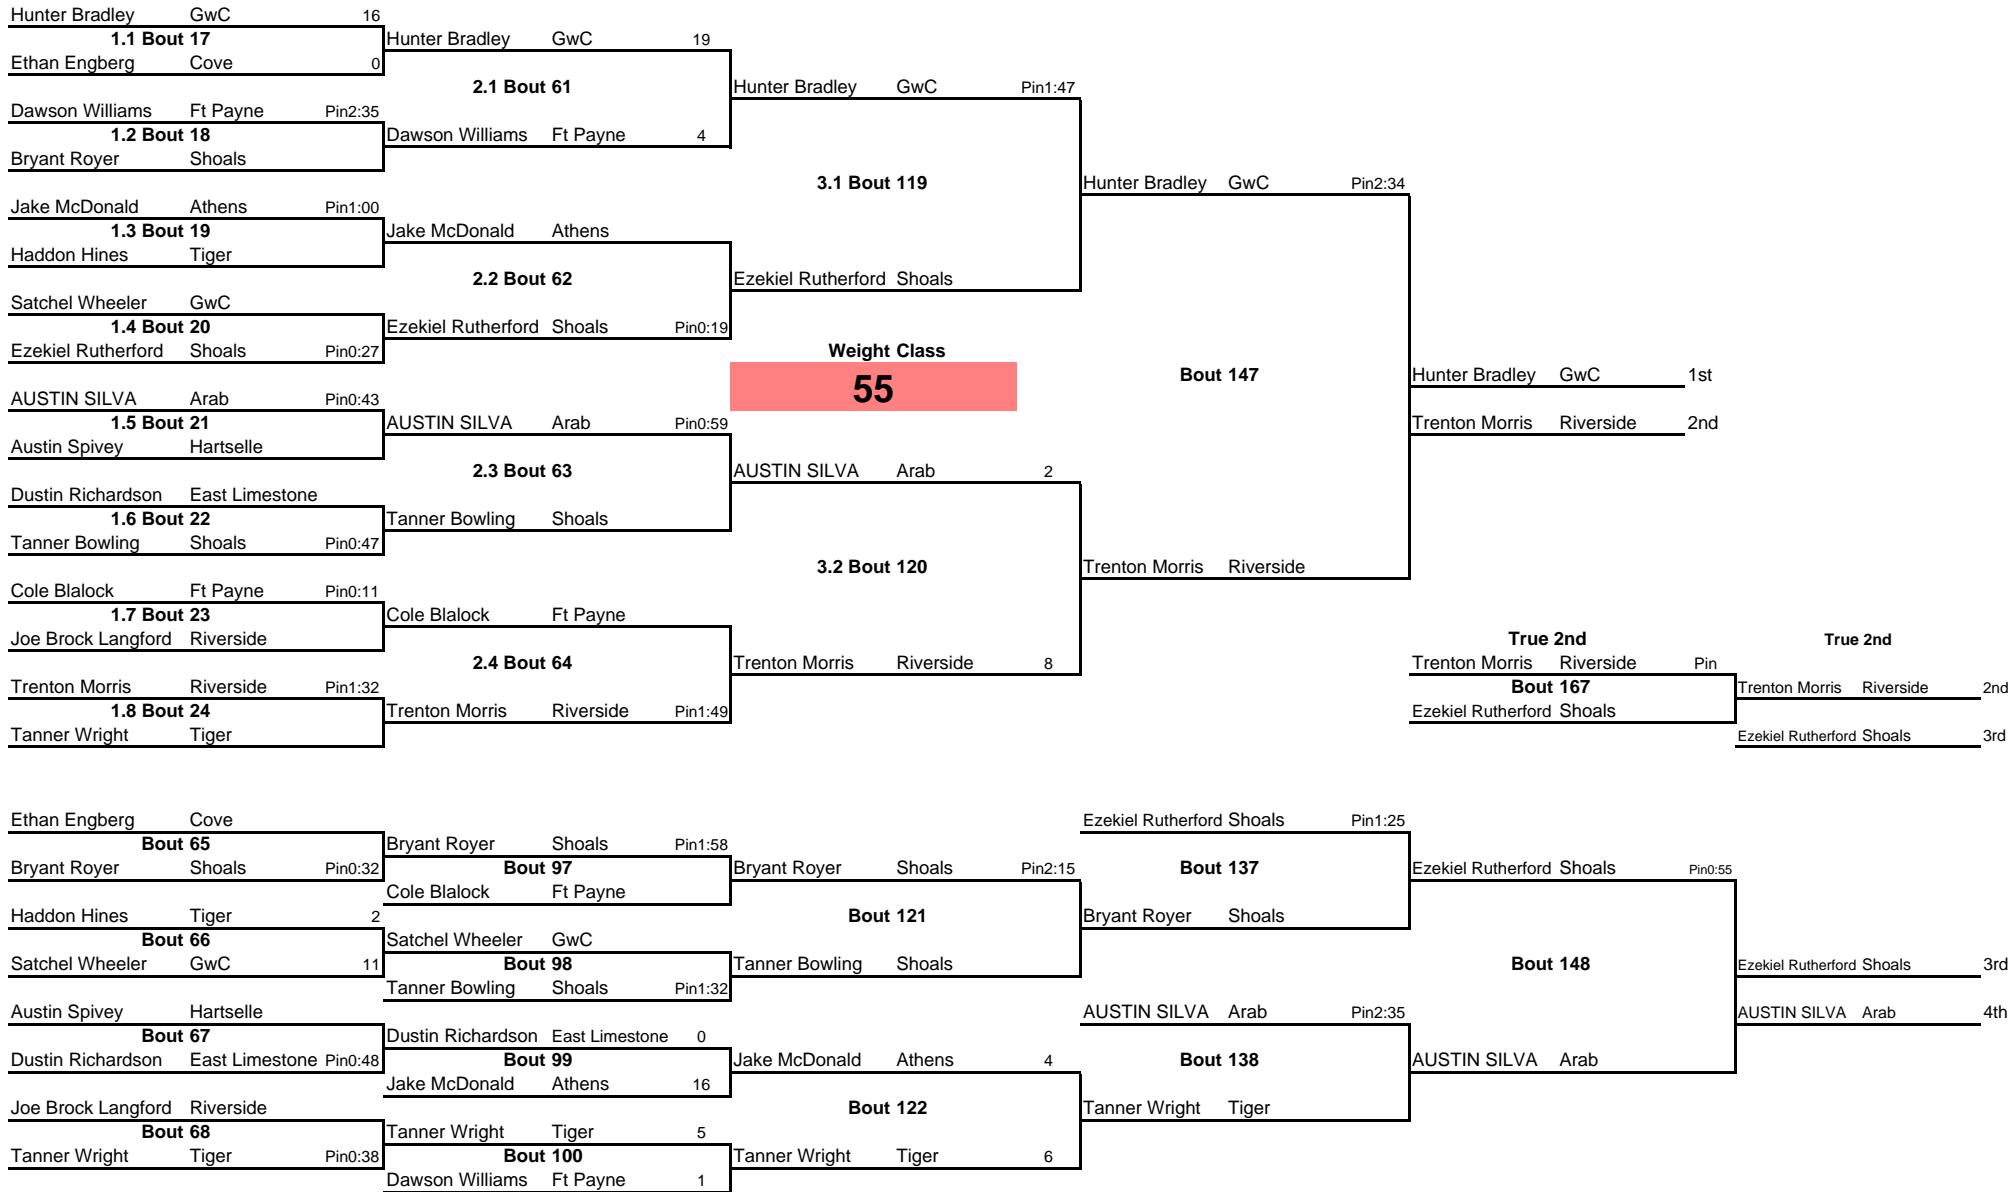 Hunter Bradley GwC 16
1.1 Bout 17 Hunter Bradley GwC 19
Ethan Engberg Cove 0
2.1 Bout 61 Hunter Bradley GwC Pin1:47
Dawson Williams Ft Payne Pin2:35
1.2 Bout 18 Dawson Williams Ft Payne 4
Bryant Royer Shoals
3.1 Bout 119 Hunter Bradley GwC Pin2:34
Jake McDonald Athens Pin1:00
1.3 Bout 19 Jake McDonald Athens
Haddon Hines Tiger
2.2 Bout 62 Ezekiel Rutherford Shoals
Satchel Wheeler GwC
1.4 Bout 20 Ezekiel Rutherford Shoals Pin0:19
Ezekiel Rutherford Shoals Pin0:27 Weight Class
55 Bout 147 Hunter Bradley GwC 1st
AUSTIN SILVA Arab Pin0:43
1.5 Bout 21 AUSTIN SILVA Arab Pin0:59 Trenton Morris Riverside 2nd
Austin Spivey Hartselle
2.3 Bout 63 AUSTIN SILVA Arab 2
Dustin Richardson East Limestone
1.6 Bout 22 Tanner Bowling Shoals
Tanner Bowling Shoals Pin0:47
3.2 Bout 120 Trenton Morris Riverside
Cole Blalock Ft Payne Pin0:11
1.7 Bout 23 Cole Blalock Ft Payne
Joe Brock Langford Riverside True 2nd True 2nd
2.4 Bout 64 Trenton Morris Riverside 8 Trenton Morris Riverside Pin
Trenton Morris Riverside Pin1:32 Bout 167 Trenton Morris Riverside 2nd
1.8 Bout 24 Trenton Morris Riverside Pin1:49 Ezekiel Rutherford Shoals
Tanner Wright Tiger Ezekiel Rutherford Shoals 3rd
Ethan Engberg Cove Ezekiel Rutherford Shoals Pin1:25
Bout 65 Bryant Royer Shoals Pin1:58
Bryant Royer Shoals Pin0:32 Bout 97 Bryant Royer Shoals Pin2:15 Bout 137 Ezekiel Rutherford Shoals Pin0:55
Cole Blalock Ft Payne
Haddon Hines Tiger 2 Bout 121 Bryant Royer Shoals
Bout 66 Satchel Wheeler GwC
Satchel Wheeler GwC 11 Bout 98 Tanner Bowling Shoals Bout 148 Ezekiel Rutherford Shoals 3rd
Tanner Bowling Shoals Pin1:32
Austin Spivey Hartselle AUSTIN SILVA Arab Pin2:35 AUSTIN SILVA Arab 4th
Bout 67 Dustin Richardson East Limestone 0
Dustin Richardson East Limestone Pin0:48 Bout 99 Jake McDonald Athens 4 Bout 138 AUSTIN SILVA Arab
Jake McDonald Athens 16
Joe Brock Langford Riverside Bout 122 Tanner Wright Tiger
Bout 68 Tanner Wright Tiger 5
Tanner Wright Tiger Pin0:38 Bout 100 Tanner Wright Tiger 6
Dawson Williams Ft Payne 1